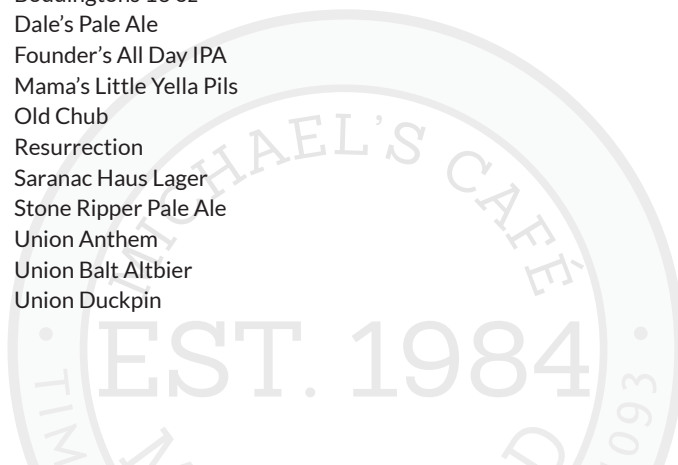 Dale’s Pale Ale
Founder’s All Day IPA
Mama’s Little Yella Pils
Old Chub
Resurrection
Saranac Haus Lager
Stone Ripper Pale Ale
Union Anthem
Union Balt Altbier
Union Duckpin
MICHAEL’S CAFÉ
EST. 1984